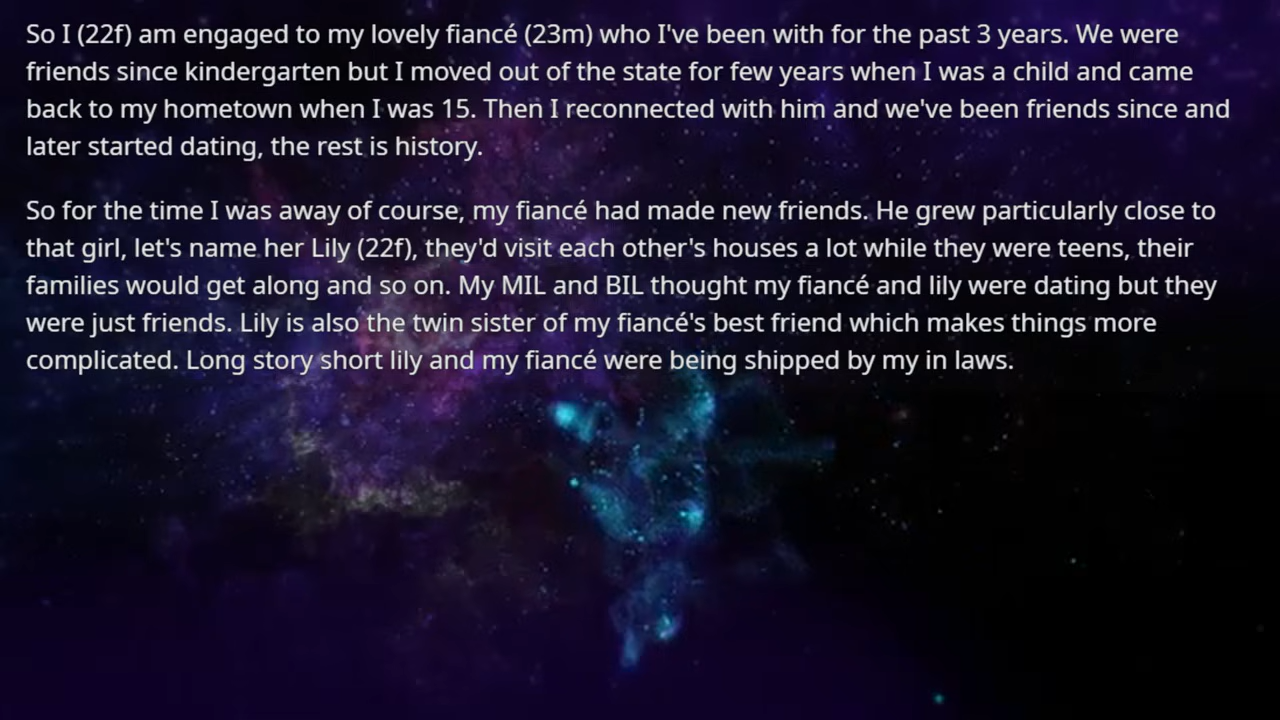 So I (22f) am engaged to my lovely fiancé (23m) who I've been with for the past 3 years. We were
friends since kindergarten but I moved out of the state for few years when I was a child and came
back to my hometown when I was 15. Then I reconnected with him and we've been friends since and
later started dating, the rest is history.
So for the time I was away of course, my fiancé had made new friends. He grew particularly close to
that girl, let's name her Lily (22f), they'd visit each other's houses a lot while they were teens, their
families would get along and so on. My MIL and BIL thought my fiancé and lily were dating but they
were just friends. Lily is also the twin sister of my fiancé's best friend which makes things more
complicated. Long story short lily and my fiancé were being shipped by my in laws.